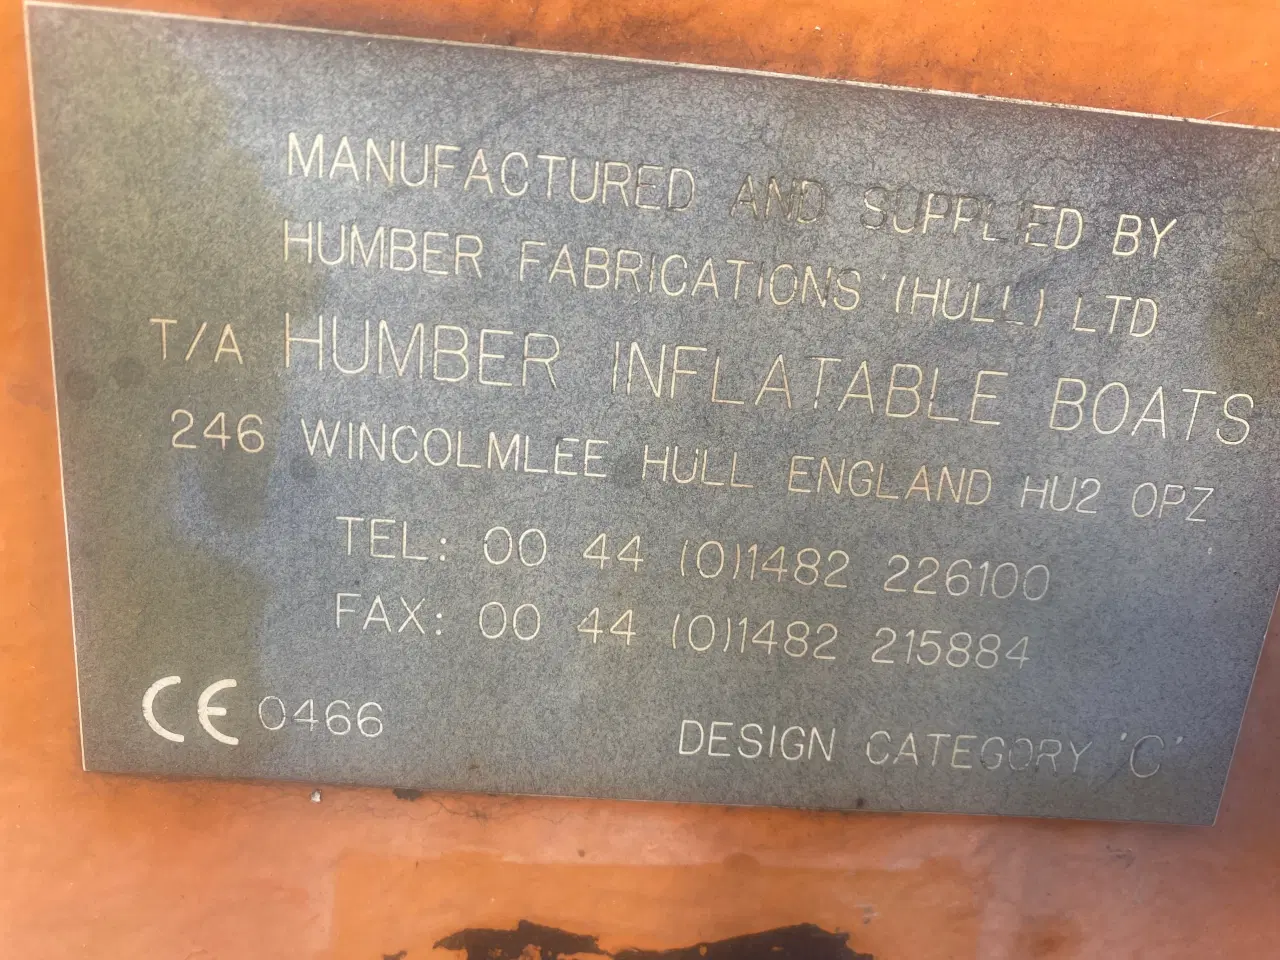 MANUFACTURED AND SUPPLIED BY
HUMBER FABRICATIONS (HULL) LTD
T/A HUMBER INFLATABLE BOATS
246 WINCOLMLEE HULL ENGLAND HU2 0PZ
TEL: 00 44 (0)1482 226100
FAX: 00 44 (0)1482 215884
CE 0466 DESIGN CATEGORY 'C'